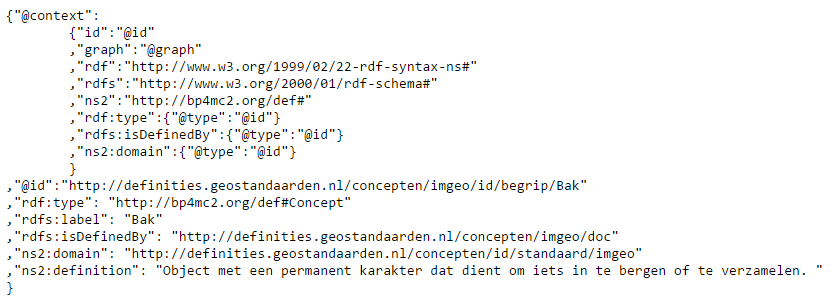 {"@context":
{"id":"@id"
,"graph":"@graph"
,"rdf":"http://www.w3.org/1999/02/22-rdf-syntax-ns#"
,"rdfs":"http://www.w3.org/2000/01/rdf-schema#"
,"ns2":"http://bp4mc2.org/def#"
,"rdf:type":{"@type":"@id"}
,"rdfs:isDefinedBy":{"@type":"@id"}
,"ns2:domain":{"@type":"@id"}
}
,"@id":"http://definities.geostandaarden.nl/concepten/imgeo/id/begrip/Bak"
,"rdf:type": "http://bp4mc2.org/def#Concept"
,"rdfs:label": "Bak"
,"rdfs:isDefinedBy": "http://definities.geostandaarden.nl/concepten/imgeo/doc"
,"ns2:domain": "http://definities.geostandaarden.nl/concepten/id/standaard/imgeo"
,"ns2:definition": "Object met een permanent karakter dat dient om iets in te bergen of te verzamelen. "
}